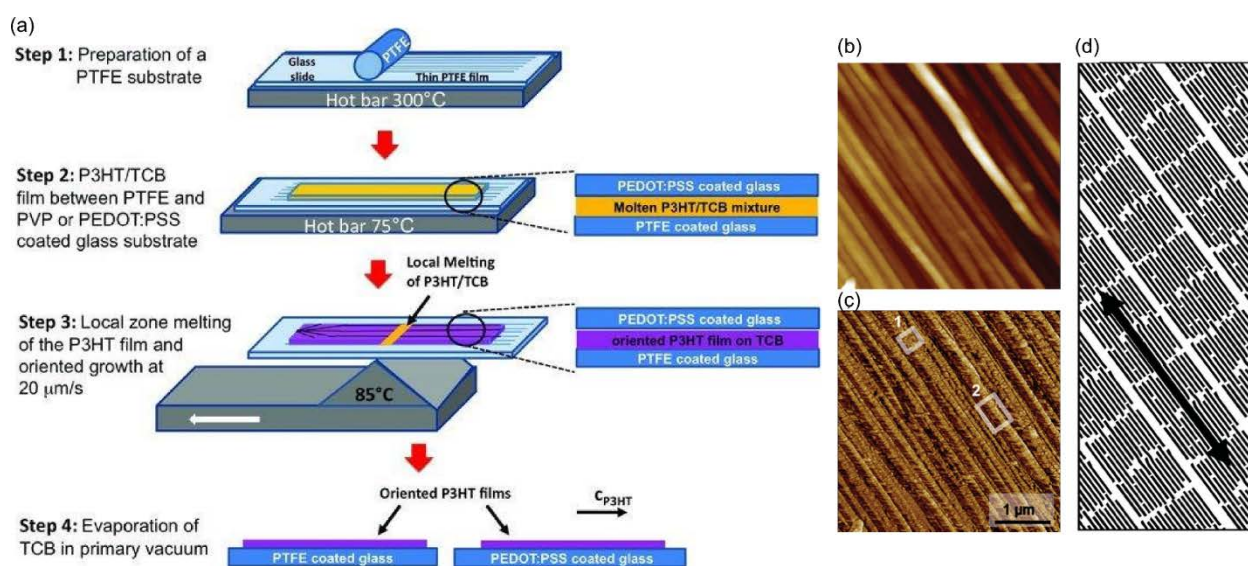 (a)
Step 1: Preparation of a
PTFE substrate
PTFE
Glass
slide
Thin PTFE film
Hot bar 300°C
Step 2: P3HT/TCB
film between PTFE and
PVP or PEDOT:PSS
coated glass substrate
Hot bar 75°C
PEDOT:PSS coated glass
Molten P3HT/TCB mixture
PTFE coated glass
Local Melting
of P3HT/TCB
Step 3: Local zone melting
of the P3HT film and
oriented growth at
20 μm/s
85°C
PEDOT:PSS coated glass
oriented P3HT film on TCB
PTFE coated glass
Oriented P3HT films
cP3HT
Step 4: Evaporation of
TCB in primary vacuum
PTFE coated glass
PEDOT:PSS coated glass
(b)
(c)
1
2
1 μm
(d)